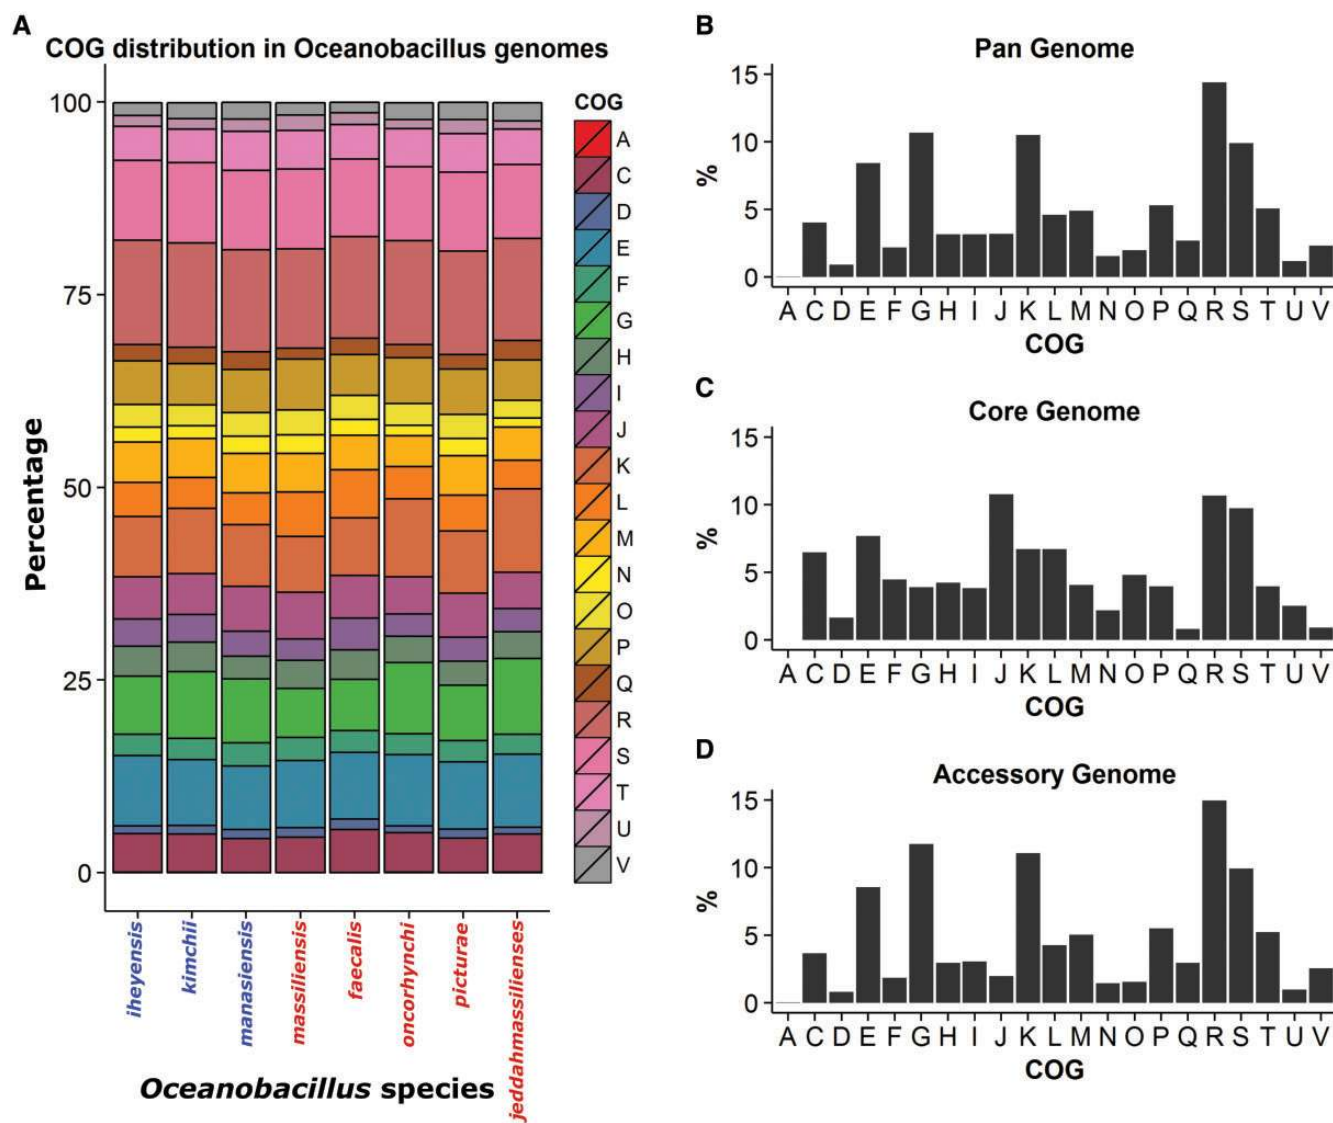 A
COG distribution in Oceanobacillus genomes
100
75
50
25
0
Percentage
iheyensis
kimchii
manasiensis
massiliensis
faecalis
oncorhynchi
picturae
jeddahmassilienses
Oceanobacillus species
COG
A
C
D
E
F
G
H
I
J
K
L
M
N
O
P
Q
R
S
T
U
V
B
Pan Genome
15
10
5
0
%
A C D E F G H I J K L M N O P Q R S T U V
COG
C
Core Genome
15
10
5
0
%
A C D E F G H I J K L M N O P Q R S T U V
COG
D
Accessory Genome
15
10
5
0
%
A C D E F G H I J K L M N O P Q R S T U V
COG